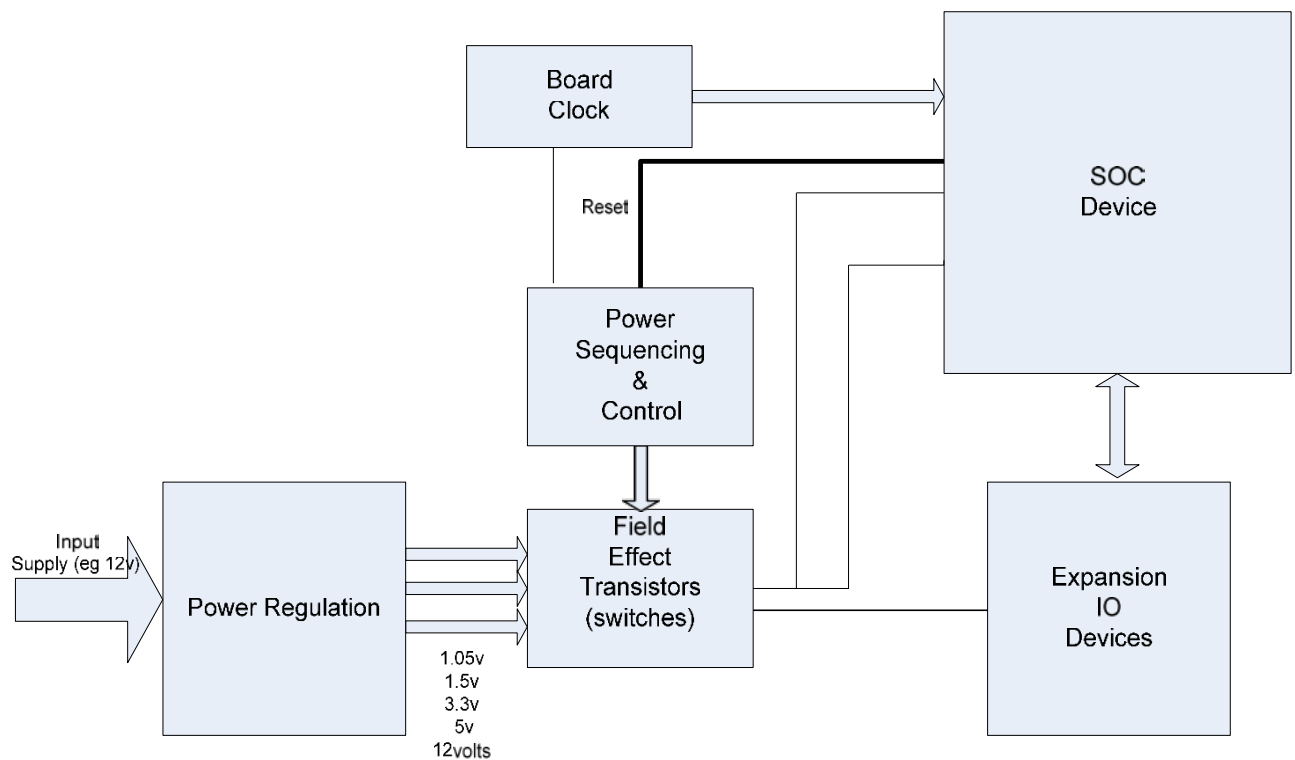 Board
Clock
SOC
Device
Reset
Power
Sequencing
&
Control
Input
Supply (eg 12v)
Power Regulation
Field
Effect
Transistors
(switches)
Expansion
IO
Devices
1.05v
1.5v
3.3v
5v
12volts